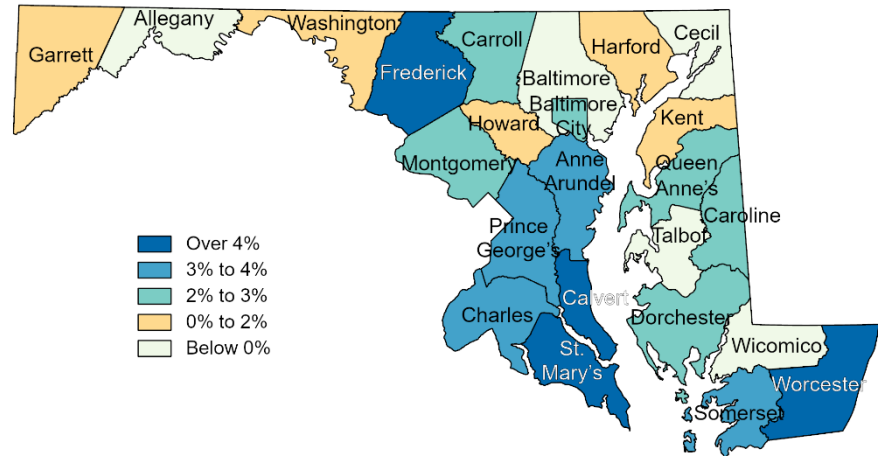 Garrett
Allegany
Washington
Frederick
Carroll
Baltimore
Baltimore
City
Harford
Cecil
Howard
Montgomery
Anne
Arundel
Kent
Queen
Anne's
Caroline
Talbot
Prince
George's
Calvert
Charles
St.
Mary's
Dorchester
Wicomico
Worcester
Somerset
Over 4%
3% to 4%
2% to 3%
0% to 2%
Below 0%